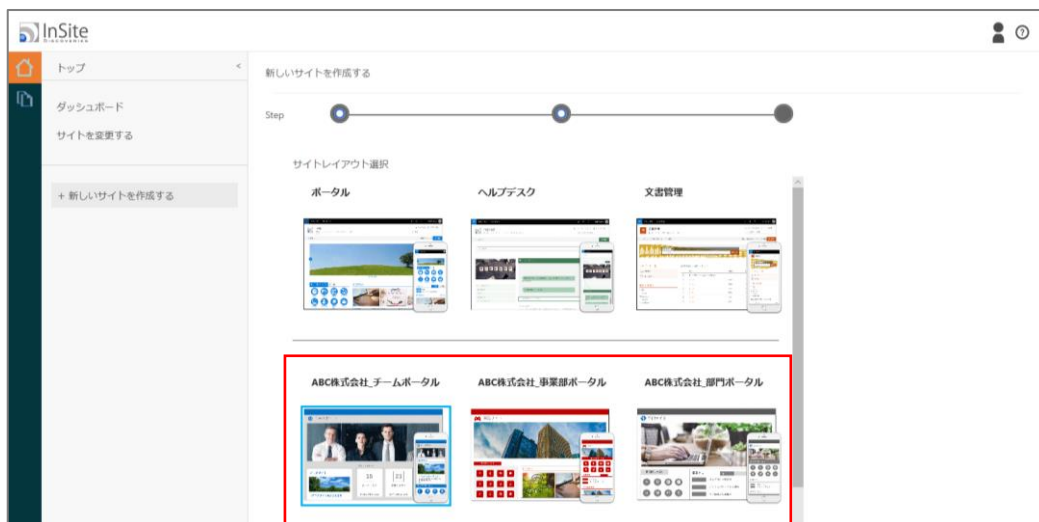 InSite
DISCOVERIES
トップ
<
ダッシュボード
サイトを変更する
+ 新しいサイトを作成する
新しいサイトを作成する
Step
サイトレイアウト選択
ポータル
ヘルプデスク
文書管理
ABC株式会社_チームポータル
ABC株式会社_事業部ポータル
ABC株式会社_部門ポータル